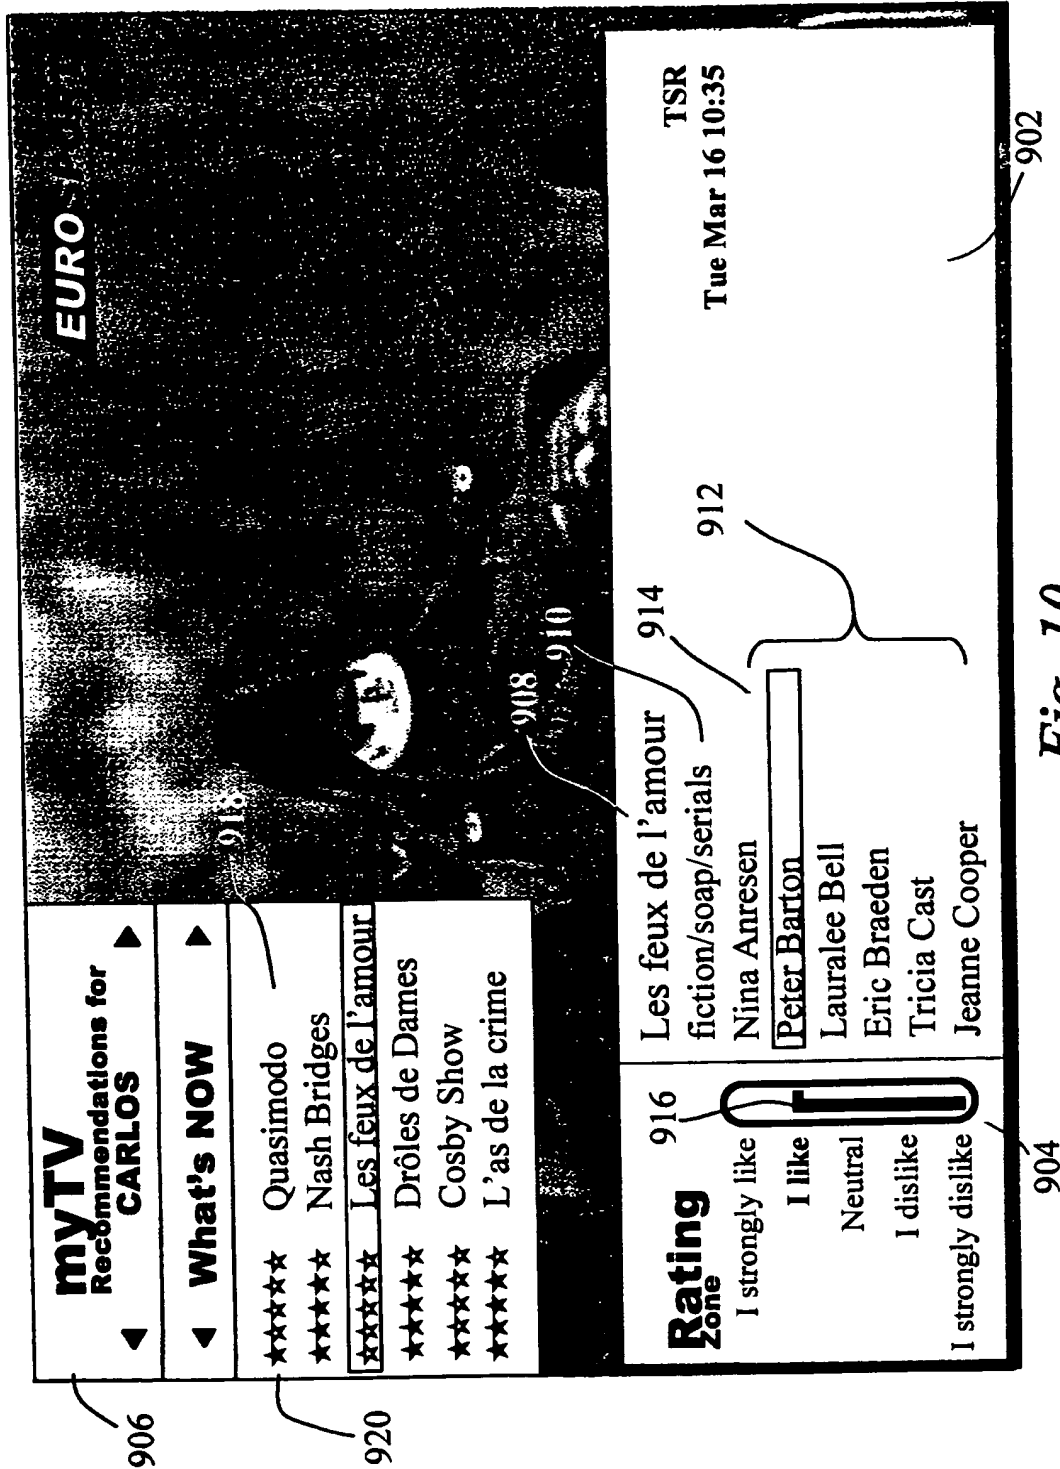 myTV
Recommendations for
◀ CARLOS ▶
◀ What's NOW ▶
★★★★★ Quasimodo
★★★★★ Nash Bridges
★★★★★ Les feux de l'amour
★★★★★ Drôles de Dames
★★★★★ Cosby Show
★★★★★ L'as de la crime
906
920
918
EURO
908
910
Rating
Zone
I strongly like
I like
Neutral
I dislike
I strongly dislike
916
904
Les feux de l'amour
fiction/soap/serials
Nina Anresen
Peter Barton
Lauralee Bell
Eric Braeden
Tricia Cast
Jeanne Cooper
914
912
TSR
Tue Mar 16 10:35
902
Fig. 10